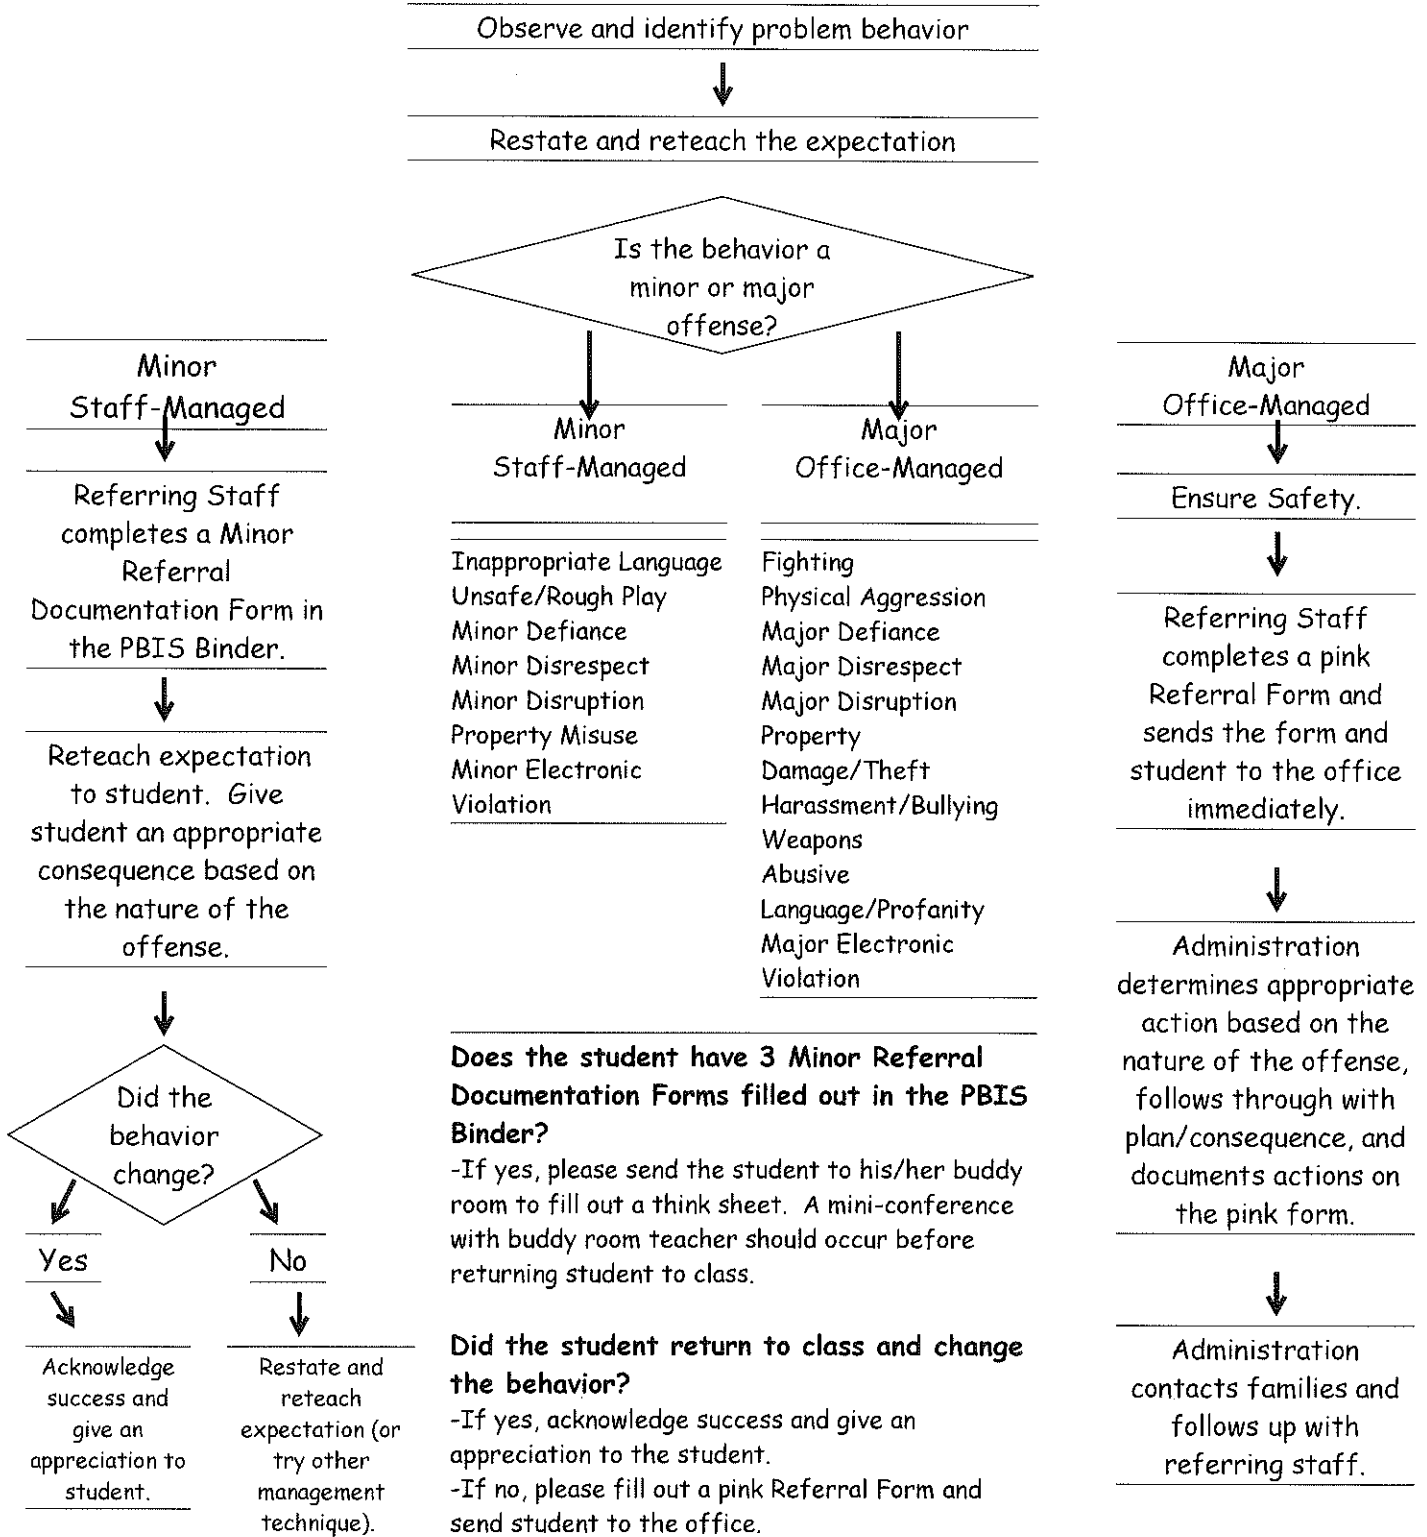 Observe and identify problem behavior
Restate and reteach the expectation
Is the behavior a
minor or major
offense?
Minor
Staff-Managed
Referring Staff
completes a Minor
Referral
Documentation Form in
the PBIS Binder.
Reteach expectation
to student. Give
student an appropriate
consequence based on
the nature of the
offense.
Did the
behavior
change?
Yes
No
Acknowledge
success and
give an
appreciation to
student.
Restate and
reteach
expectation (or
try other
management
technique).
Minor
Staff-Managed
Inappropriate Language
Unsafe/Rough Play
Minor Defiance
Minor Disrespect
Minor Disruption
Property Misuse
Minor Electronic
Violation
Major
Office-Managed
Fighting
Physical Aggression
Major Defiance
Major Disrespect
Major Disruption
Property
Damage/Theft
Harassment/Bullying
Weapons
Abusive
Language/Profanity
Major Electronic
Violation
Does the student have 3 Minor Referral
Documentation Forms filled out in the PBIS
Binder?
-If yes, please send the student to his/her buddy
room to fill out a think sheet. A mini-conference
with buddy room teacher should occur before
returning student to class.
Did the student return to class and change
the behavior?
-If yes, acknowledge success and give an
appreciation to the student.
-If no, please fill out a pink Referral Form and
send student to the office.
Major
Office-Managed
Ensure Safety.
Referring Staff
completes a pink
Referral Form and
sends the form and
student to the office
immediately.
Administration
determines appropriate
action based on the
nature of the offense,
follows through with
plan/consequence, and
documents actions on
the pink form.
Administration
contacts families and
follows up with
referring staff.